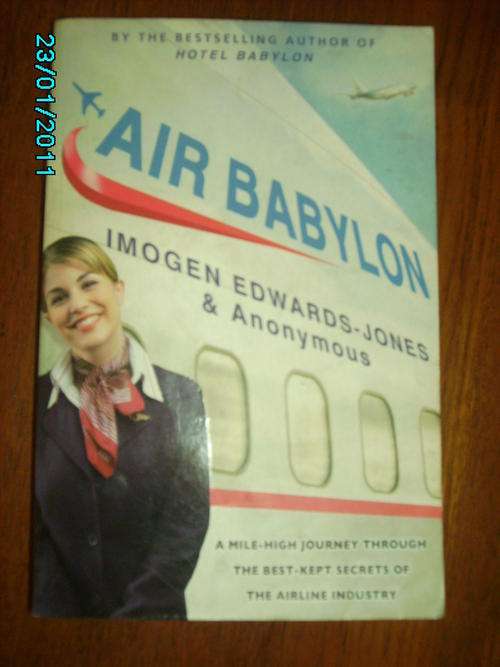 23/01/2011
BY THE BESTSELLING AUTHOR OF
HOTEL BABYLON
AIR BABYLON
IMOGEN EDWARDS-JONES
& Anonymous
A MILE-HIGH JOURNEY THROUGH
THE BEST-KEPT SECRETS OF
THE AIRLINE INDUSTRY